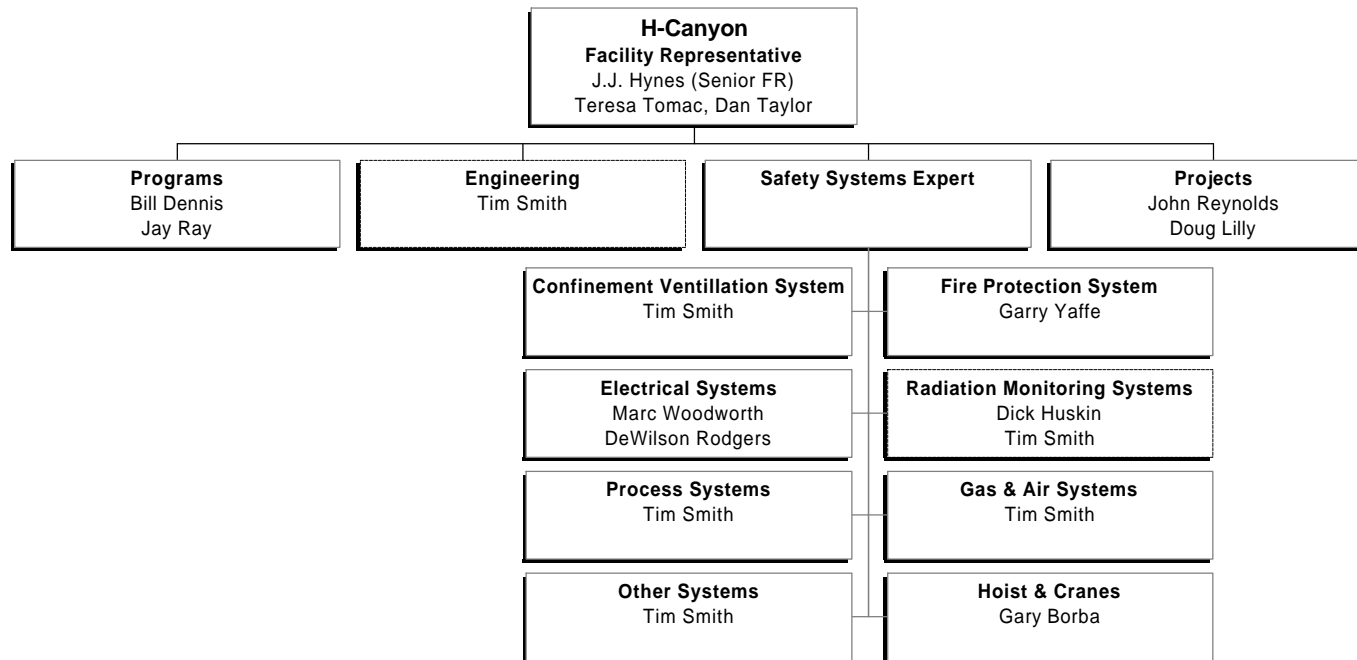 H-Canyon
Facility Representative
J.J. Hynes (Senior FR)
Teresa Tomac, Dan Taylor
Programs
Bill Dennis
Jay Ray
Engineering
Tim Smith
Safety Systems Expert
Projects
John Reynolds
Doug Lilly
Confinement Ventillation System
Tim Smith
Fire Protection System
Garry Yaffe
Electrical Systems
Marc Woodworth
DeWilson Rodgers
Radiation Monitoring Systems
Dick Huskin
Tim Smith
Process Systems
Tim Smith
Gas & Air Systems
Tim Smith
Other Systems
Tim Smith
Hoist & Cranes
Gary Borba